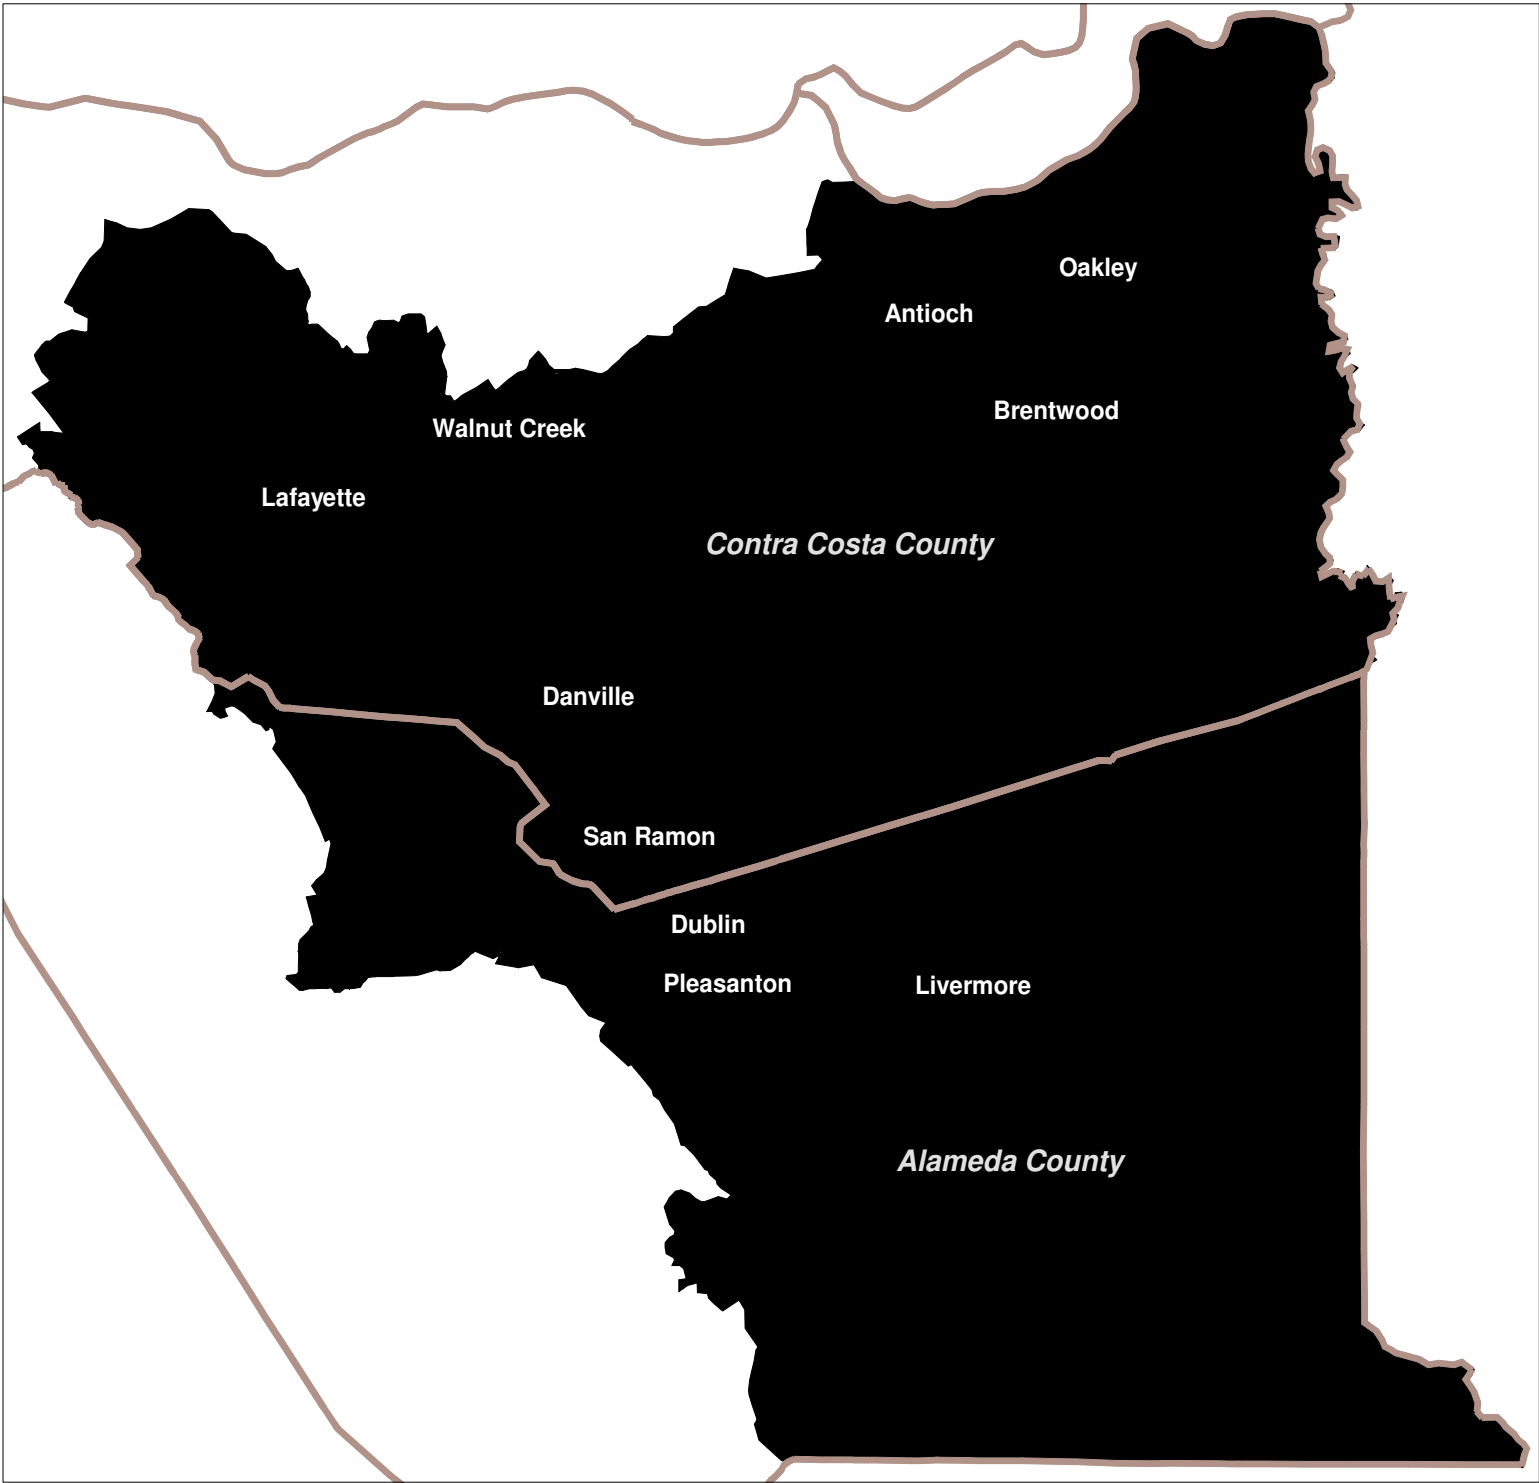 Oakley
Antioch
Brentwood
Walnut Creek
Lafayette
Contra Costa County
Danville
San Ramon
Dublin
Pleasanton
Livermore
Alameda County